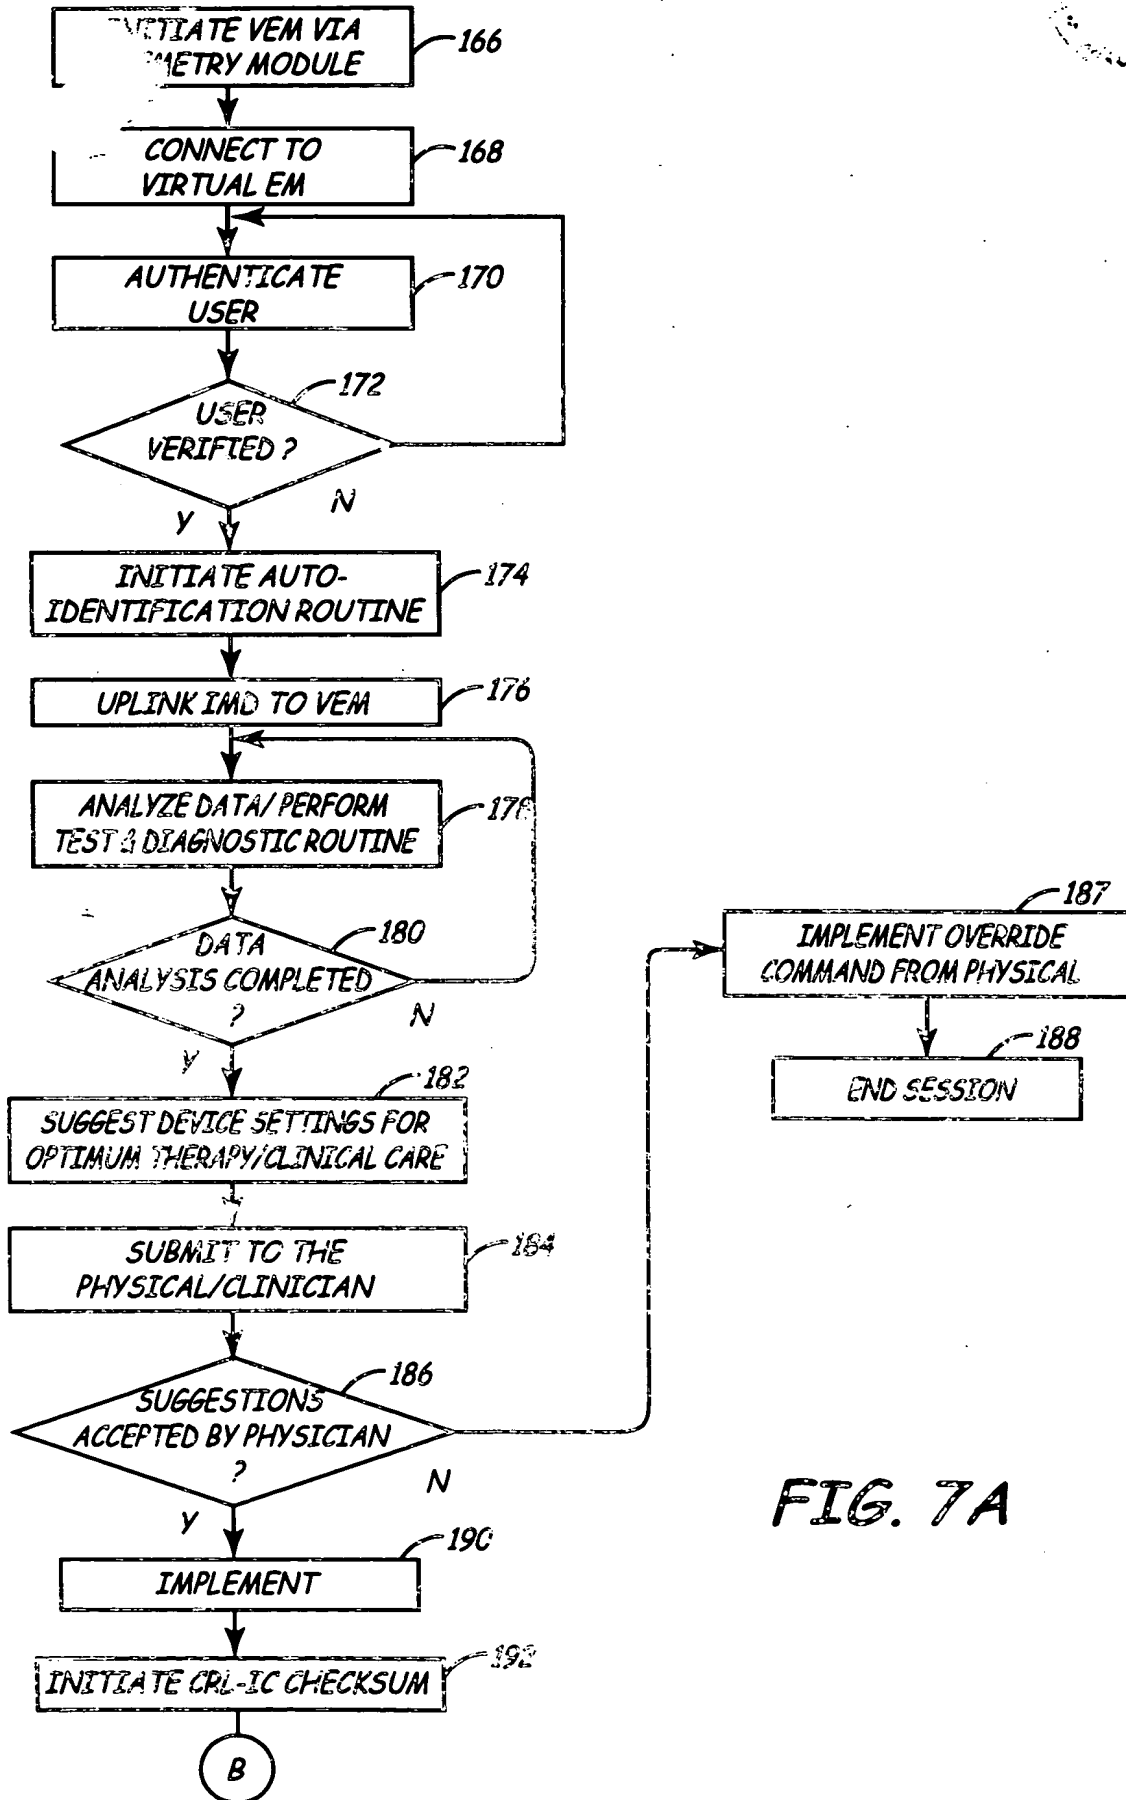 INITIATE VEM VIA
MODULE
166
CONNECT TO
VIRTUAL EM
168
AUTHENTICATE
USER
170
USER
VERIFIED ?
172
N
Y
INITIATE AUTO-
IDENTIFICATION ROUTINE
174
UPLINK IMD TO VEM
176
ANALYZE DATA/PERFORM
TEST & DIAGNOSTIC ROUTINE
178
DATA
ANALYSIS COMPLETED
?
180
N
Y
SUGGEST DEVICE SETTINGS FOR
OPTIMUM THERAPY/CLINICAL CARE
182
SUBMIT TO THE
PHYSICAL/CLINICIAN
184
SUGGESTIONS
ACCEPTED BY PHYSICIAN
?
186
N
Y
IMPLEMENT
190
INITIATE CRL-IC CHECKSUM
192
B
IMPLEMENT OVERRIDE
COMMAND FROM PHYSICAL
187
END SESSION
188
FIG. 7A